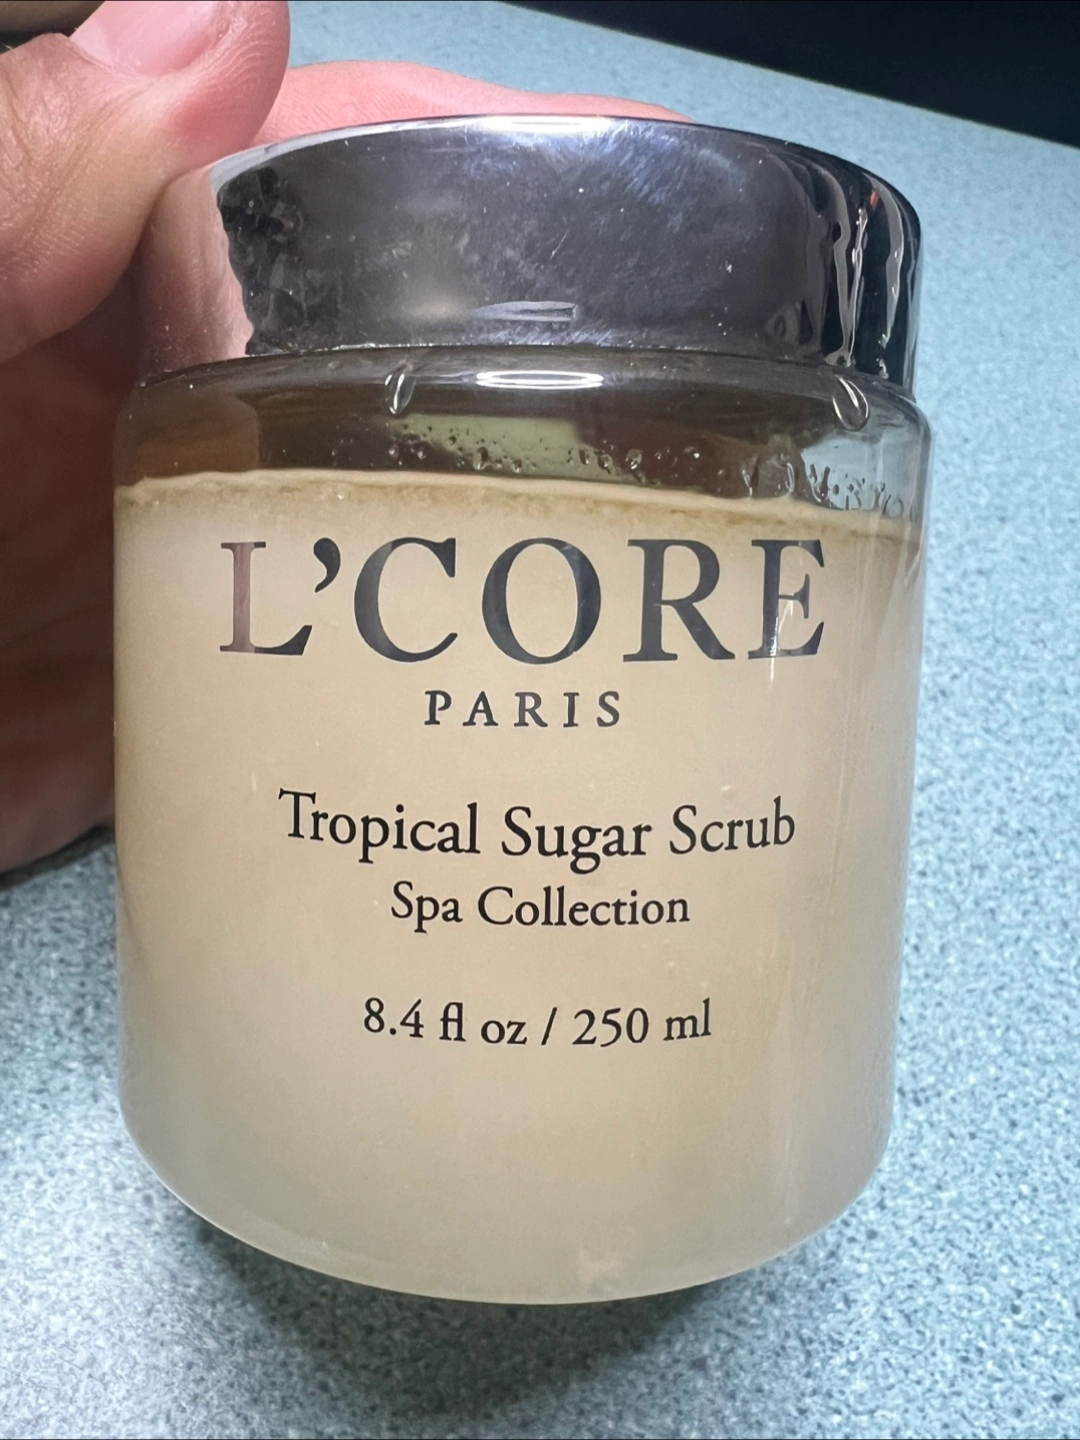 L'CORE
PARIS
Tropical Sugar Scrub
Spa Collection
8.4 fl oz / 250 ml